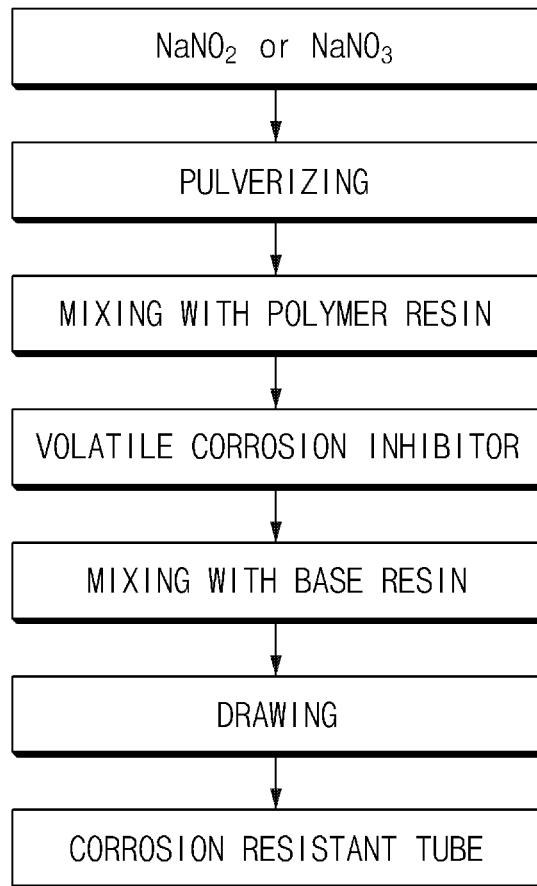 NaNO₂ or NaNO₃
PULVERIZING
MIXING WITH POLYMER RESIN
VOLATILE CORROSION INHIBITOR
MIXING WITH BASE RESIN
DRAWING
CORROSION RESISTANT TUBE